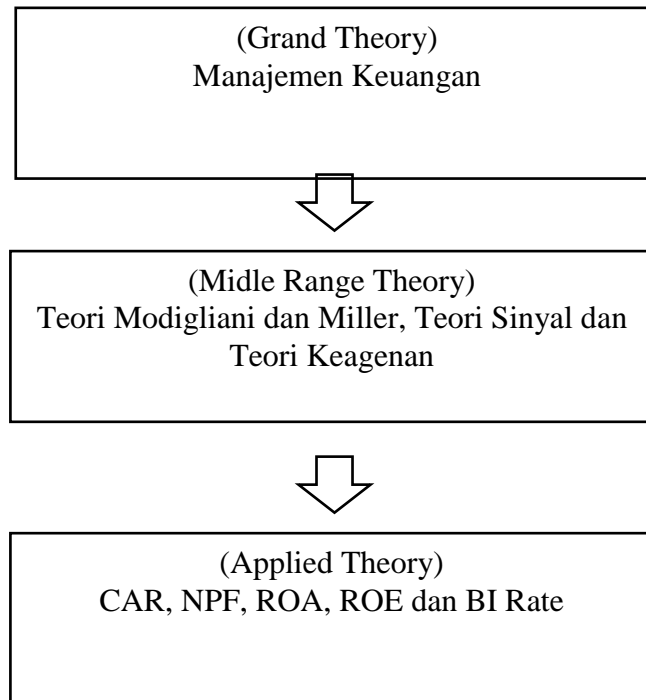 (Grand Theory)
Manajemen Keuangan
(Midle Range Theory)
Teori Modigliani dan Miller, Teori Sinyal dan
Teori Keagenan
(Applied Theory)
CAR, NPF, ROA, ROE dan BI Rate